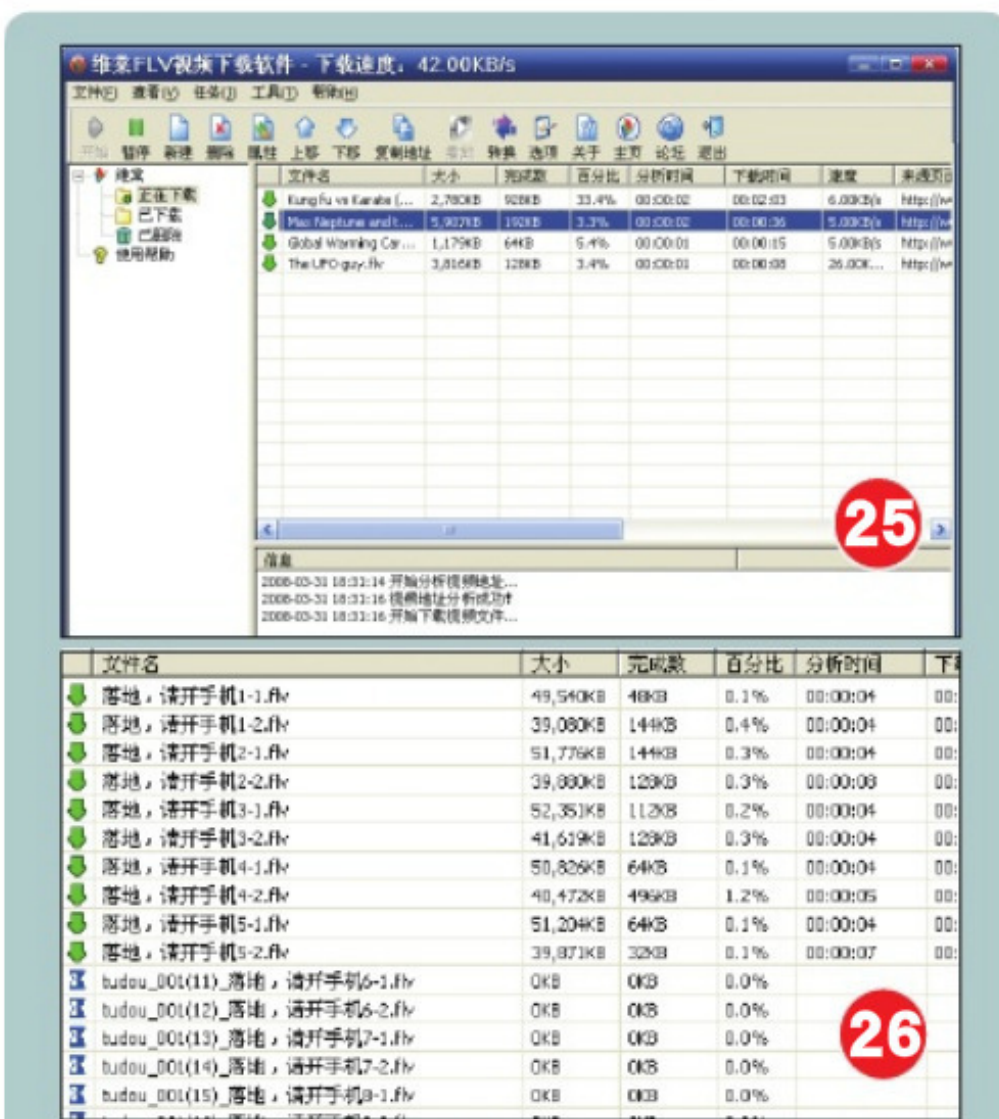 维棠FLV视频下载软件 - 下载速度：42.00KB/s
文件(F) 查看(V) 任务(J) 工具(T) 帮助(H)
开始 暂停 新建 删除 属性 上移 下移 复制地址 查如 转换 选项 关于 主页 论坛 退出
维棠
正在下载
已下载
已删除
使用帮助
文件名 大小 完成数 百分比 分析时间 下载时间 速度 来源页
Kung fu vs Karate (... 2,780KB 928KB 33.4% 00:00:02 00:02:03 6.00KB/s http://w
Max Neptune and t... 5,907KB 192KB 3.3% 00:00:02 00:00:36 5.00KB/s http://w
Global Warming Car... 1,179KB 64KB 5.4% 00:00:01 00:00:15 5.00KB/s http://w
The UFO guy.flv 3,816KB 128KB 3.4% 00:00:01 00:00:08 26.00K... http://w
25
信息
2008-03-31 18:31:14 开始分析视频地址...
2008-03-31 18:31:16 视频地址分析成功!
2008-03-31 18:31:16 开始下载视频文件...
文件名 大小 完成数 百分比 分析时间 下
落地，请开手机1-1.flv 49,540KB 48KB 0.1% 00:00:04 00:
落地，请开手机1-2.flv 39,080KB 144KB 0.4% 00:00:04 00:
落地，请开手机2-1.flv 51,776KB 144KB 0.3% 00:00:04 00:
落地，请开手机2-2.flv 39,880KB 128KB 0.3% 00:00:08 00:
落地，请开手机3-1.flv 52,351KB 112KB 0.2% 00:00:04 00:
落地，请开手机3-2.flv 41,619KB 128KB 0.3% 00:00:04 00:
落地，请开手机4-1.flv 50,826KB 64KB 0.1% 00:00:04 00:
落地，请开手机4-2.flv 40,472KB 496KB 1.2% 00:00:05 00:
落地，请开手机5-1.flv 51,204KB 64KB 0.1% 00:00:04 00:
落地，请开手机5-2.flv 39,871KB 32KB 0.1% 00:00:07 00:
tudou_001(11)_落地，请开手机6-1.flv 0KB 0KB 0.0%
tudou_001(12)_落地，请开手机6-2.flv 0KB 0KB 0.0%
26
tudou_001(13)_落地，请开手机7-1.flv 0KB 0KB 0.0%
tudou_001(14)_落地，请开手机7-2.flv 0KB 0KB 0.0%
tudou_001(15)_落地，请开手机8-1.flv 0KB 0KB 0.0%